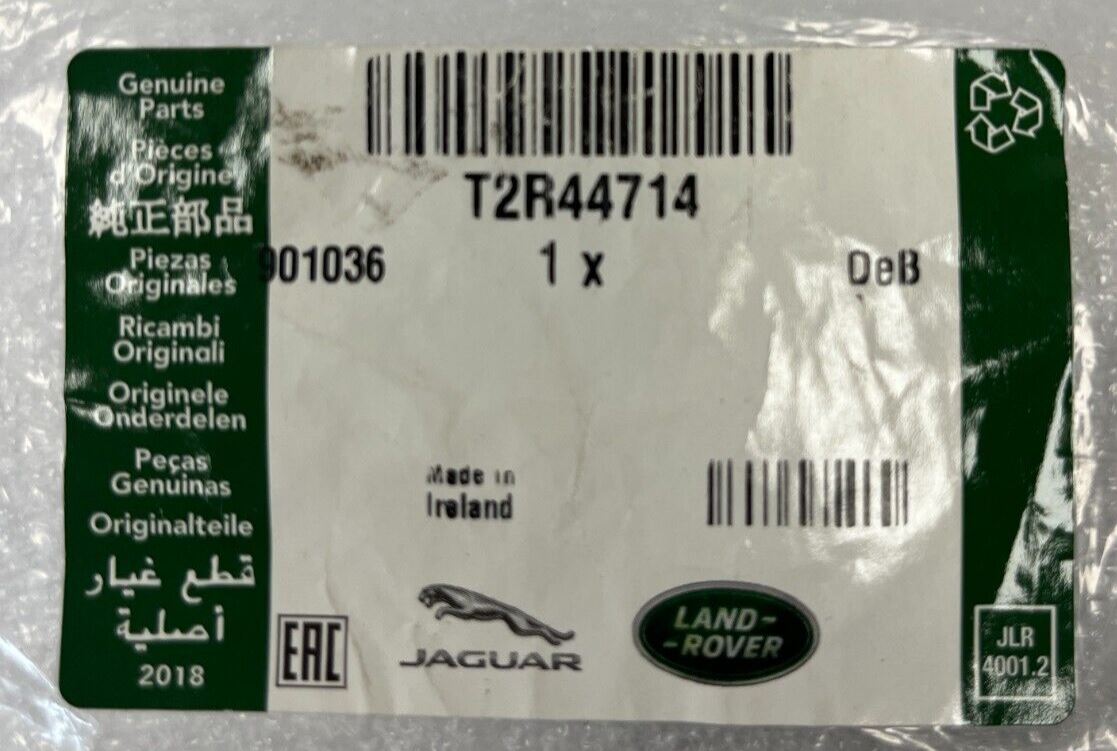 Genuine
Parts
Pièces
d'Origine
純正部品
Piezas
Originales
Ricambi
Originali
Originele
Onderdelen
Peças
Genuinas
Originalteile
قطع غيار
أصلية
2018
T2R44714
901036 1 x DeB
Made in
Ireland
EAC
JAGUAR
LAND-
-ROVER
JLR
4001.2